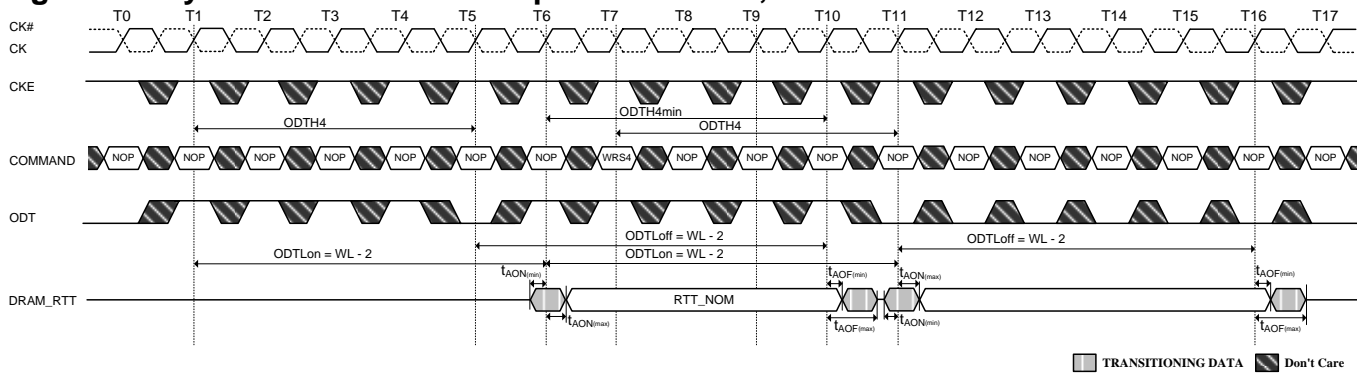 T0 T1 T2 T3 T4 T5 T6 T7 T8 T9 T10 T11 T12 T13 T14 T15 T16 T17
CK#
CK
CKE
ODTH4
ODTH4min
ODTH4
COMMAND NOP NOP NOP NOP NOP NOP NOP WRS4 NOP NOP NOP NOP NOP NOP NOP NOP NOP NOP
ODT
ODTLoff = WL - 2
ODTLoff = WL - 2
ODTLon = WL - 2
ODTLon = WL - 2
tAON(min)
tAOF(min)
tAON(max)
tAOF(min)
DRAM_RTT
RTT_NOM
tAON(max)
tAOF(max)
tAON(min)
tAOF(max)
TRANSITIONING DATA
Don't Care